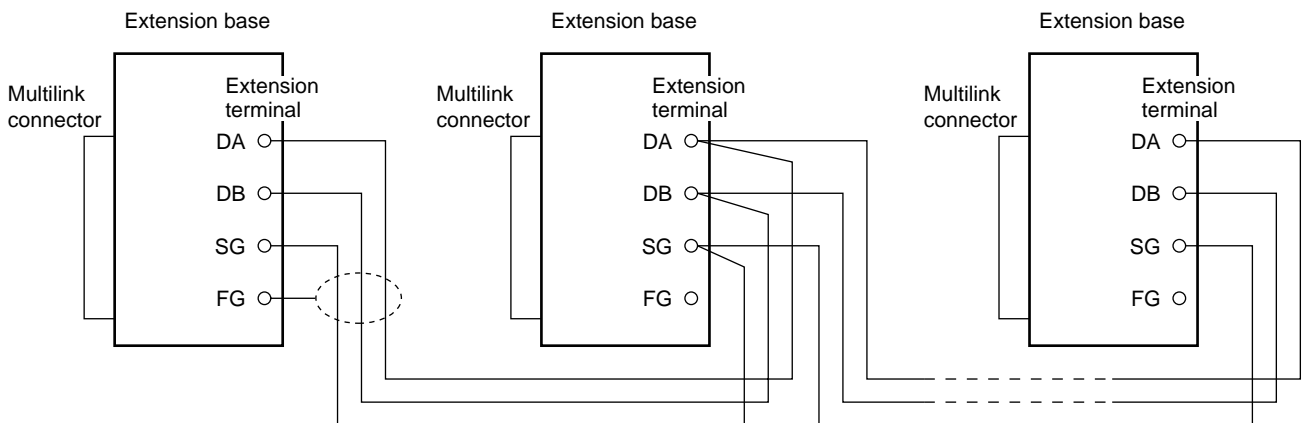 Extension base
Multilink
connector
Extension
terminal
DA
DB
SG
FG
Extension base
Multilink
connector
Extension
terminal
DA
DB
SG
FG
Extension base
Multilink
connector
Extension
terminal
DA
DB
SG
FG